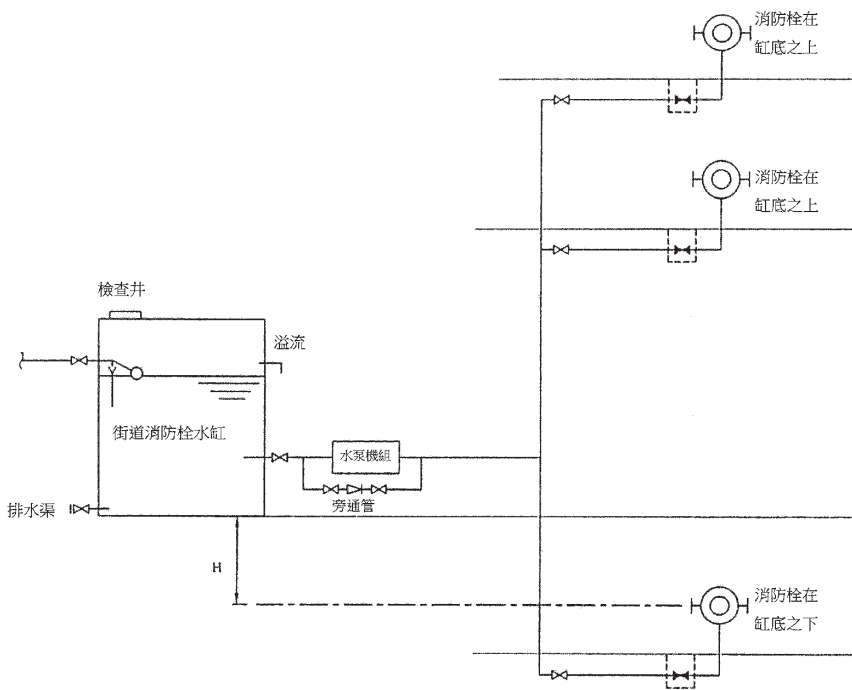 消防栓在
缸底之上
消防栓在
缸底之上
檢查井
溢流
街道消防栓水缸
水泵機組
旁通管
排水渠
H
消防栓在
缸底之下